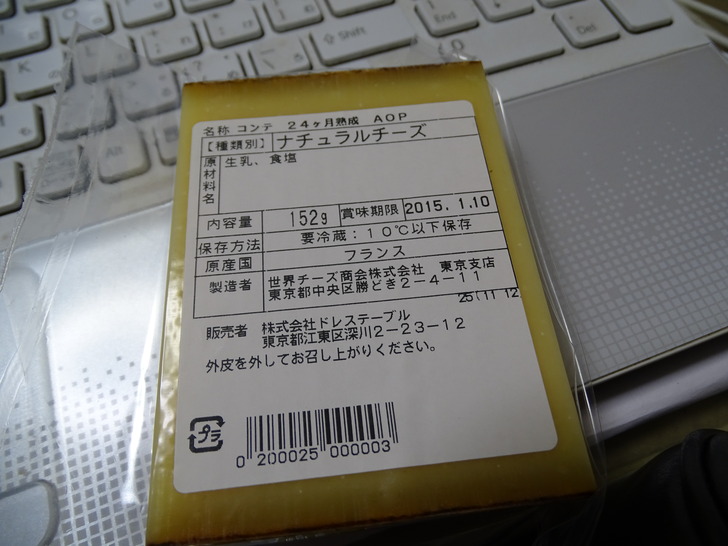 End
Shift
Del
名称 コンテ 24ヶ月熟成 AOP
【種類別】 ナチュラルチーズ
原材料名 生乳、食塩
内容量 152g 賞味期限 2015. 1.10
保存方法 要冷蔵：10℃以下保存
原産国 フランス
製造者 世界チーズ商会株式会社 東京支店
東京都中央区勝どき2-4-11
販売者 株式会社ドレステーブル
東京都江東区深川2-23-12
外皮を外してお召し上がりください。
プラ
0 200025 000003